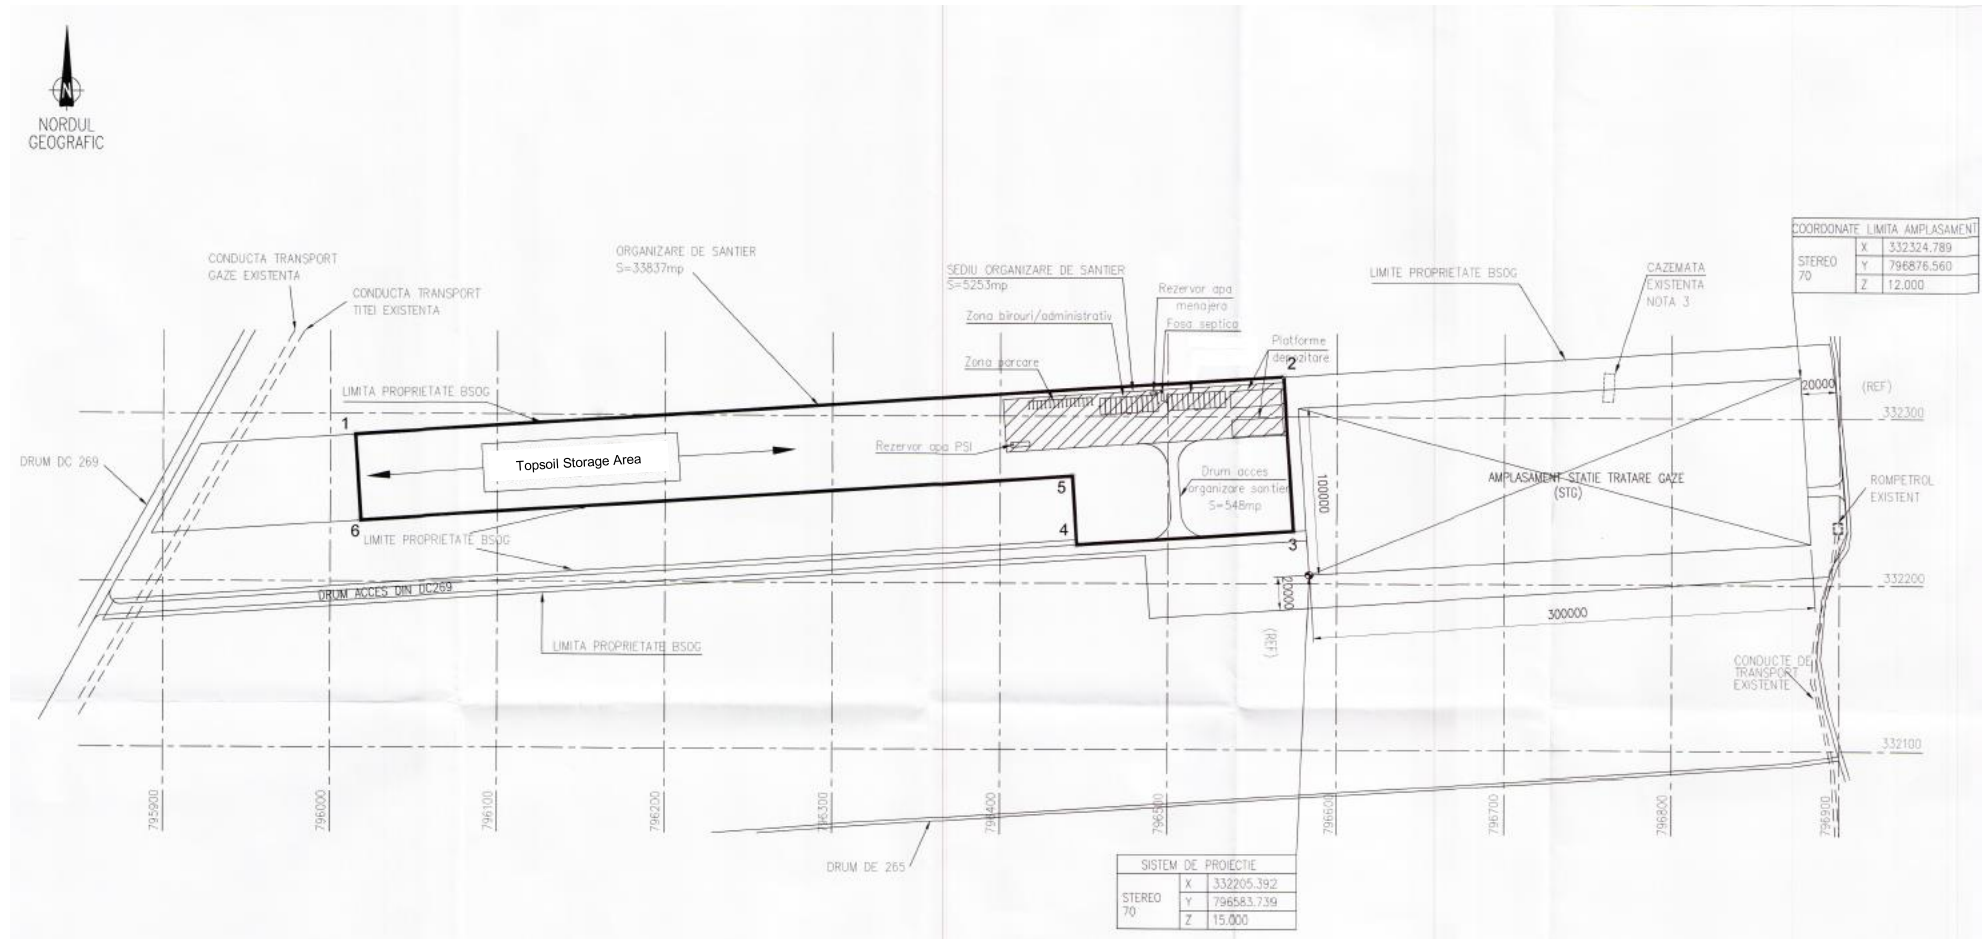 N
NORDUL
GEOGRAFIC
CONDUCTA TRANSPORT
GAZE EXISTENTA
CONDUCTA TRANSPORT
TITEI EXISTENTA
ORGANIZARE DE SANTIER
S=33837mp
SEDIU ORGANIZARE DE SANTIER
S=5253mp
Rezervor apa
menajera
Fosa septica
Zona birouri/administrativ
Zona parcare
Platforme
depozitare
LIMITE PROPRIETATE BSOG
CAZEMATA
EXISTENTA
NOTA 3
COORDONATE LIMITA AMPLASAMENT
STEREO
70
X 332324.789
Y 796876.560
Z 12.000
LIMITA PROPRIETATE BSOG
1
2
20000
(REF)
332300
DRUM DC 269
Topsoil Storage Area
Rezervor apa PSI
5
Drum acces
organizare santier
S=548mp
100000
AMPLASAMENT STATIE TRATARE GAZE
(STG)
ROMPETROL
EXISTENT
6
LIMITE PROPRIETATE BSOG
4
3
DRUM ACCES DIN DC269
20000
(REF)
332200
300000
LIMITA PROPRIETATE BSOG
CONDUCTE DE
TRANSPORT
EXISTENTE
332100
795900
796000
796100
796200
796300
796400
796500
796600
796700
796800
796900
DRUM DE 265
SISTEM DE PROIECTIE
STEREO
70
X 332205.392
Y 796583.739
Z 15.000